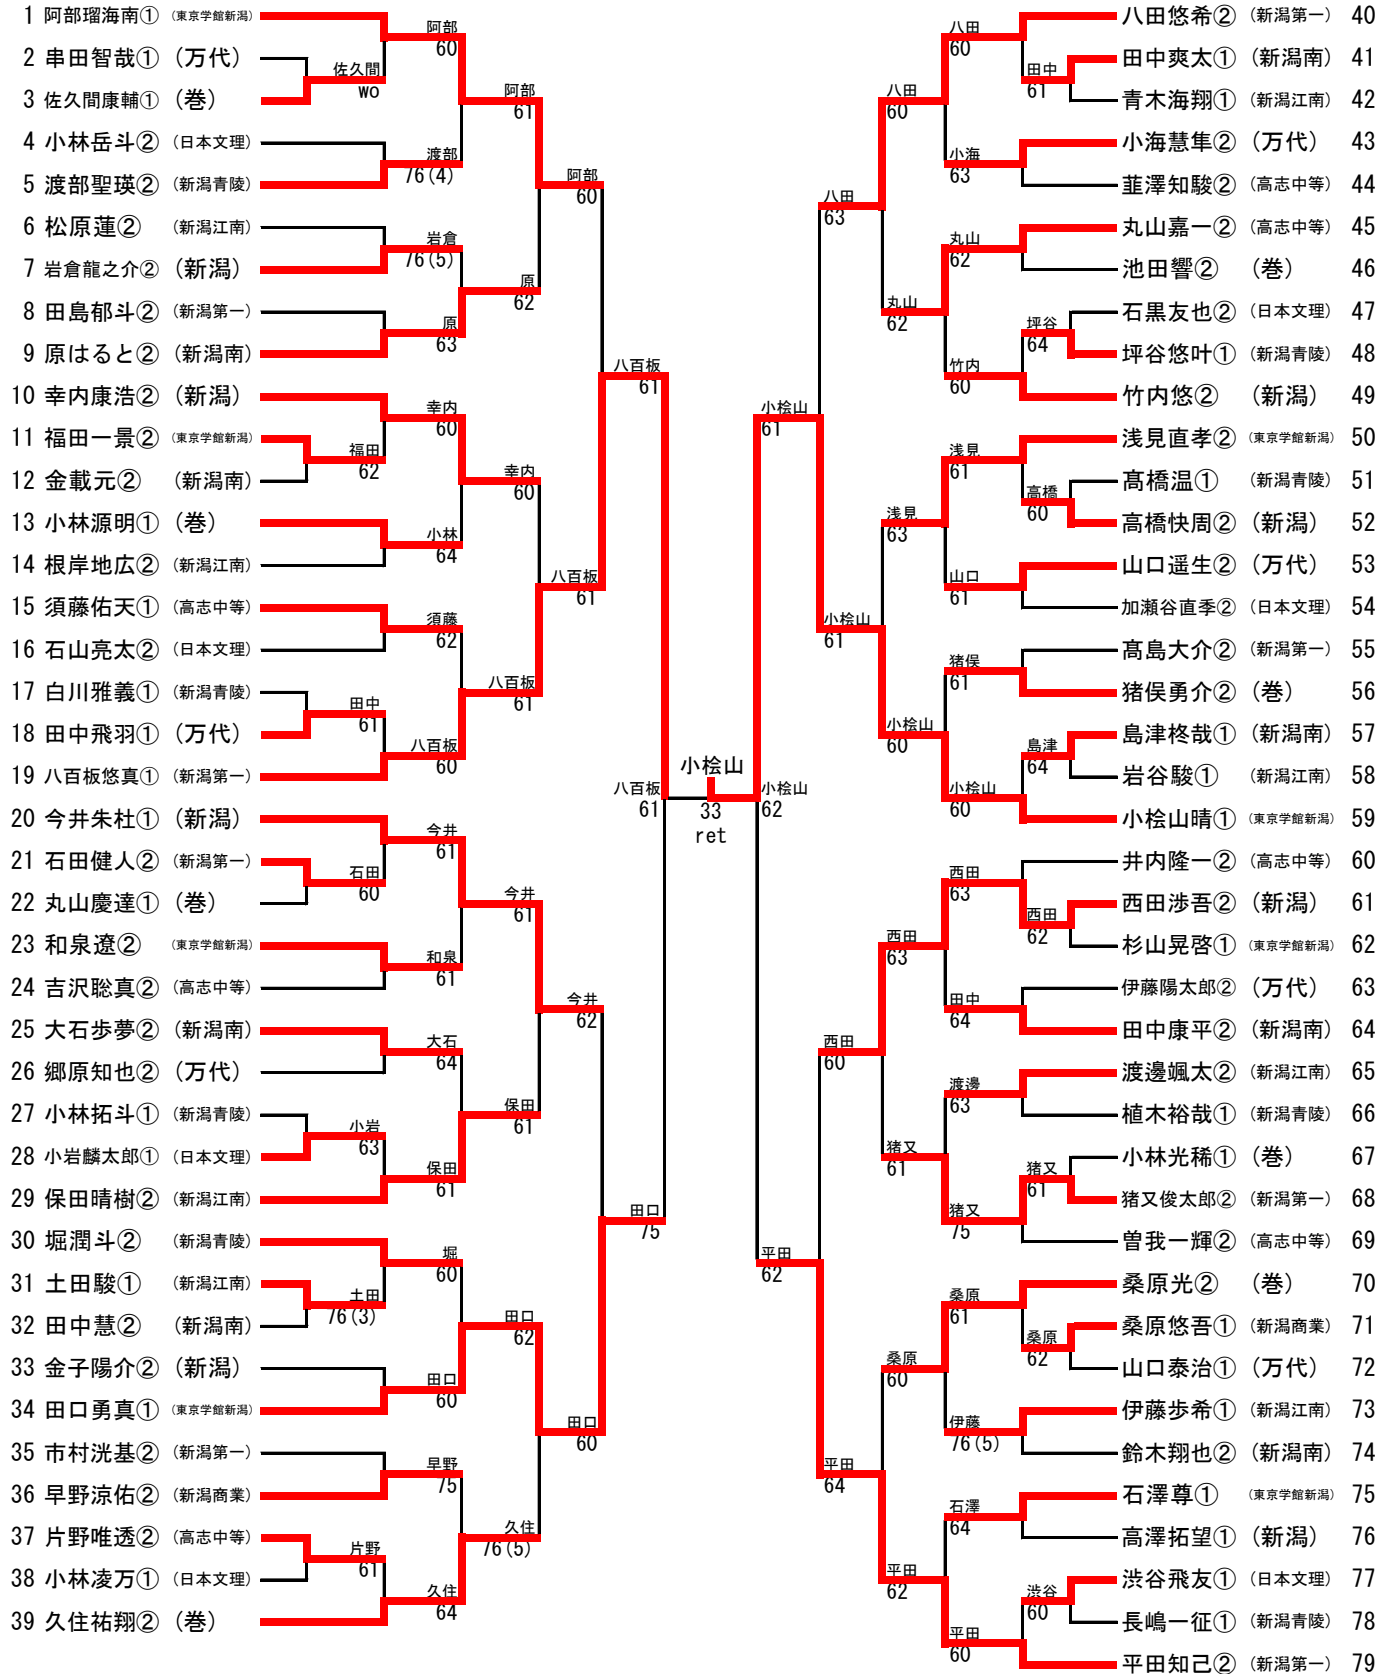 1 阿部瑠海南① (東京学館新潟)
2 串田智哉① (万代)
3 佐久間康輔① (巻)
4 小林岳斗② (日本文理)
5 渡部聖瑛② (新潟青陵)
6 松原蓮② (新潟江南)
7 岩倉龍之介② (新潟)
8 田島郁斗② (新潟第一)
9 原はると② (新潟南)
10 幸内康浩② (新潟)
11 福田一景② (東京学館新潟)
12 金載元② (新潟南)
13 小林源明① (巻)
14 根岸地広② (新潟江南)
15 須藤佑天① (高志中等)
16 石山亮太② (日本文理)
17 白川雅義① (新潟青陵)
18 田中飛羽① (万代)
19 八百板悠真① (新潟第一)
20 今井朱杜① (新潟)
21 石田健人② (新潟第一)
22 丸山慶達① (巻)
23 和泉遼② (東京学館新潟)
24 吉沢聡真② (高志中等)
25 大石歩夢② (新潟南)
26 郷原知也② (万代)
27 小林拓斗① (新潟青陵)
28 小岩麟太郎① (日本文理)
29 保田晴樹② (新潟江南)
30 堀潤斗② (新潟青陵)
31 土田駿① (新潟江南)
32 田中慧② (新潟南)
33 金子陽介② (新潟)
34 田口勇真① (東京学館新潟)
35 市村洸基② (新潟第一)
36 早野涼佑② (新潟商業)
37 片野唯透② (高志中等)
38 小林凌万① (日本文理)
39 久住祐翔② (巻)
佐久間
wo
福田
62
田中
61
石田
60
小岩
63
土田
76(3)
片野
61
阿部
60
渡部
76(4)
岩倉
76(5)
原
63
幸内
60
小林
64
須藤
62
八百板
60
今井
61
和泉
61
大石
64
保田
61
堀
60
田口
60
早野
75
久住
64
阿部
61
原
62
幸内
60
八百板
61
今井
61
保田
61
田口
62
久住
76(5)
阿部
60
八百板
61
今井
62
田口
60
八百板
61
田口
75
八百板
61
小桧山
33
ret
小桧山
62
小桧山
61
平田
62
八田
63
小桧山
61
西田
60
平田
64
八田
60
丸山
62
浅見
63
小桧山
60
西田
63
猪又
61
桑原
60
平田
62
八田
60
小海
63
丸山
62
竹内
60
浅見
61
山口
61
猪俣
61
小桧山
60
西田
63
田中
64
渡邊
63
猪又
75
桑原
61
伊藤
76(5)
石澤
64
平田
60
田中
61
坪谷
64
高橋
60
島津
64
西田
62
猪又
61
桑原
62
渋谷
60
八田悠希② (新潟第一) 40
田中爽太① (新潟南) 41
青木海翔① (新潟江南) 42
小海慧隼② (万代) 43
韮澤知駿② (高志中等) 44
丸山嘉一② (高志中等) 45
池田響② (巻) 46
石黒友也② (日本文理) 47
坪谷悠叶① (新潟青陵) 48
竹内悠② (新潟) 49
浅見直孝② (東京学館新潟) 50
髙橋温① (新潟青陵) 51
高橋快周② (新潟) 52
山口遥生② (万代) 53
加瀬谷直季② (日本文理) 54
髙島大介② (新潟第一) 55
猪俣勇介② (巻) 56
島津柊哉① (新潟南) 57
岩谷駿① (新潟江南) 58
小桧山晴① (東京学館新潟) 59
井内隆一② (高志中等) 60
西田渉吾② (新潟) 61
杉山晃啓① (東京学館新潟) 62
伊藤陽太郎② (万代) 63
田中康平② (新潟南) 64
渡邊颯太② (新潟江南) 65
植木裕哉① (新潟青陵) 66
小林光稀① (巻) 67
猪又俊太郎② (新潟第一) 68
曽我一輝② (高志中等) 69
桑原光② (巻) 70
桑原悠吾① (新潟商業) 71
山口泰治① (万代) 72
伊藤歩希① (新潟江南) 73
鈴木翔也② (新潟南) 74
石澤尊① (東京学館新潟) 75
高澤拓望① (新潟) 76
渋谷飛友① (日本文理) 77
長嶋一征① (新潟青陵) 78
平田知己② (新潟第一) 79